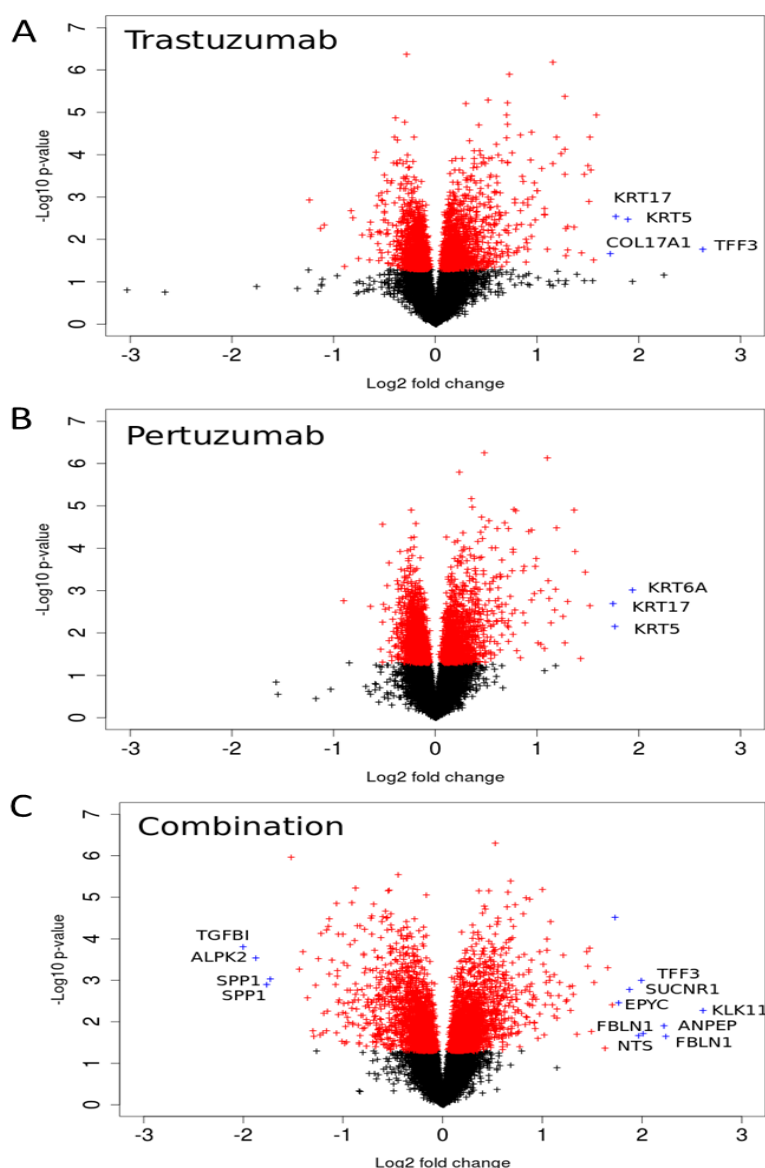 A
Trastuzumab
7
6
5
4
3
2
1
0
-Log10 p-value
KRT17
KRT5
COL17A1
TFF3
-3 -2 -1 0 1 2 3
Log2 fold change
B
Pertuzumab
7
6
5
4
3
2
1
0
-Log10 p-value
KRT6A
KRT17
KRT5
-3 -2 -1 0 1 2 3
Log2 fold change
C
Combination
7
6
5
4
3
2
1
0
-Log10 p-value
TGFBI
ALPK2
SPP1
SPP1
TFF3
SUCNR1
EPYC
KLK11
FBLN1
ANPEP
NTS
FBLN1
-3 -2 -1 0 1 2 3
Log2 fold change